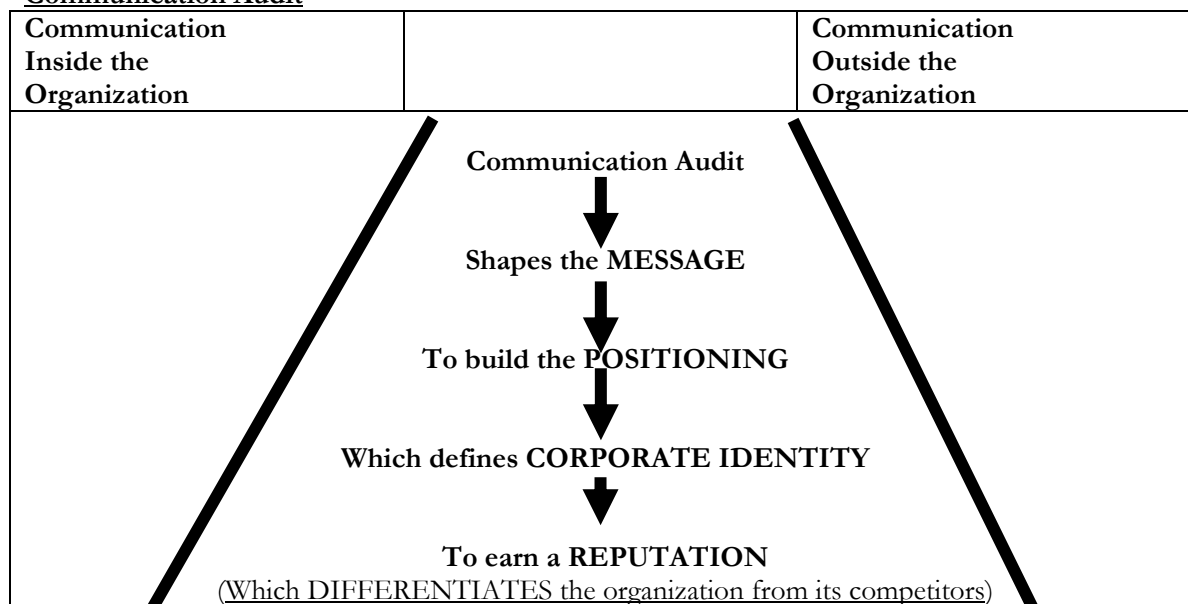 Communication Audit
Communication
Inside the
Organization
Communication
Outside the
Organization
Communication Audit
Shapes the MESSAGE
To build the POSITIONING
Which defines CORPORATE IDENTITY
To earn a REPUTATION
(Which DIFFERENTIATES the organization from its competitors)